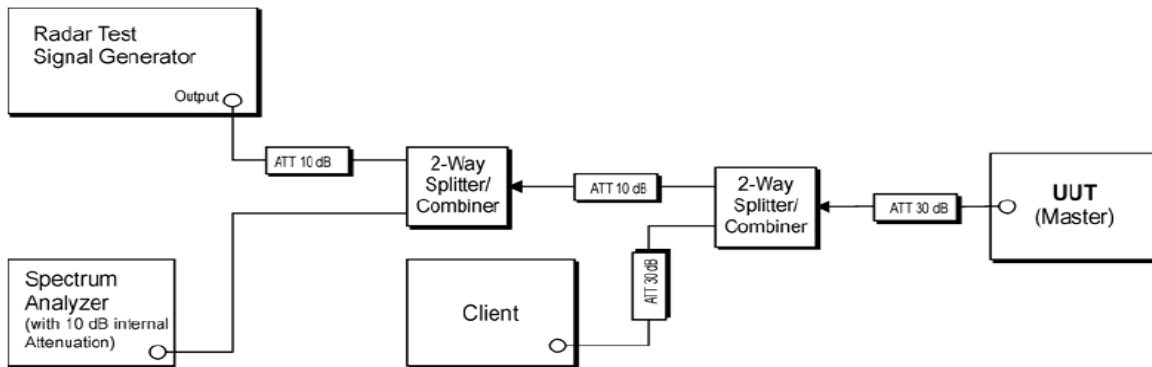 Radar Test
Signal Generator
Output
ATT 10 dB
2-Way
Splitter/
Combiner
ATT 10 dB
2-Way
Splitter/
Combiner
ATT 30 dB
UUT
(Master)
Spectrum
Analyzer
(with 10 dB internal
Attenuation)
Client
ATT 30 dB